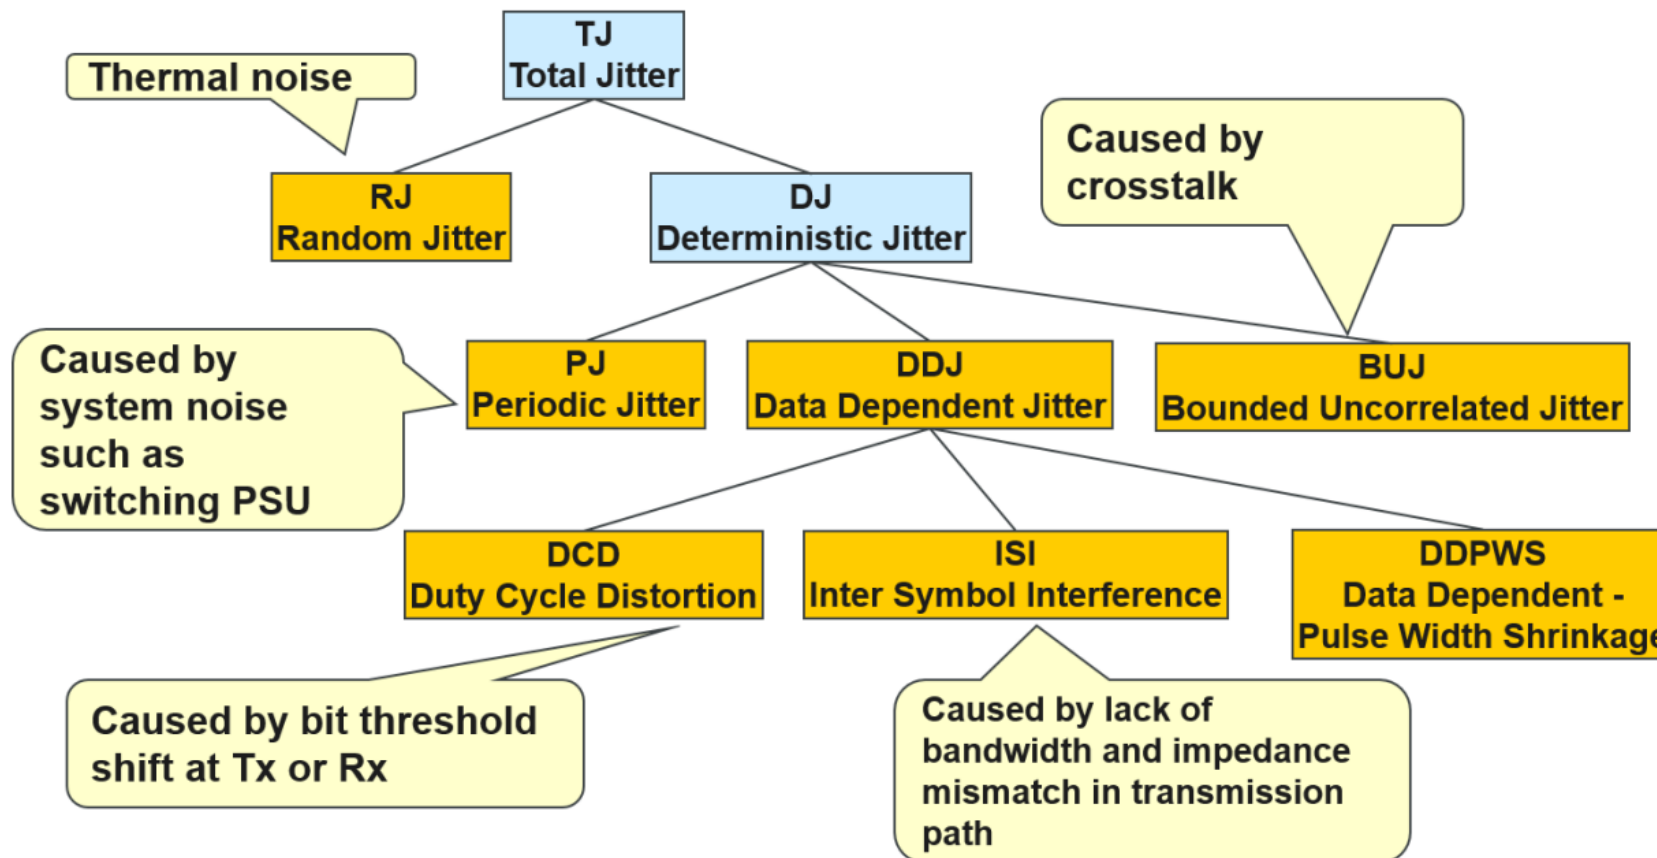 TJ
Total Jitter
Thermal noise
Caused by
crosstalk
RJ
Random Jitter
DJ
Deterministic Jitter
Caused by
system noise
such as
switching PSU
PJ
Periodic Jitter
DDJ
Data Dependent Jitter
BUJ
Bounded Uncorrelated Jitter
DCD
Duty Cycle Distortion
ISI
Inter Symbol Interference
DDPWS
Data Dependent -
Pulse Width Shrinkage
Caused by bit threshold
shift at Tx or Rx
Caused by lack of
bandwidth and impedance
mismatch in transmission
path